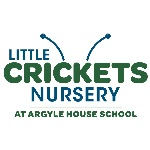 LITTLE
CRICKETS
NURSERY
AT ARGYLE HOUSE SCHOOL